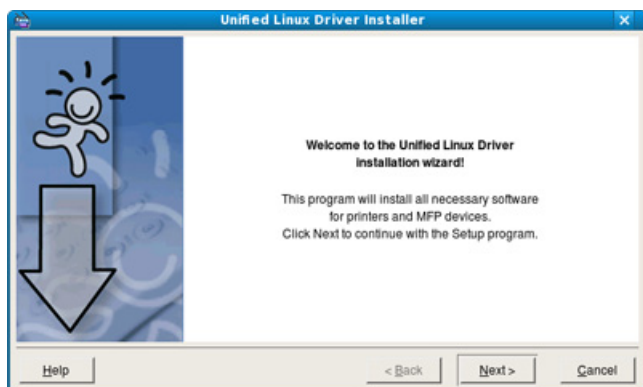 Unified Linux Driver Installer
Welcome to the Unified Linux Driver
installation wizard!
This program will install all necessary software
for printers and MFP devices.
Click Next to continue with the Setup program.
Help
< Back
Next >
Cancel